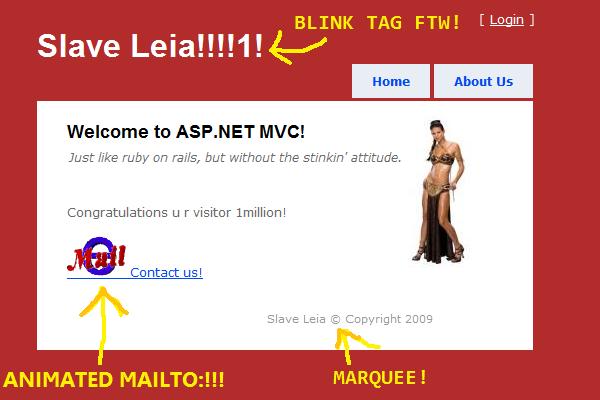 BLINK TAG FTW!
[ Login ]
Slave Leia!!!!1!
Home
About Us
Welcome to ASP.NET MVC!
Just like ruby on rails, but without the stinkin' attitude.
Congratulations u r visitor 1million!
Mail
Contact us!
Slave Leia © Copyright 2009
ANIMATED MAILTO:!!!
MARQUEE!